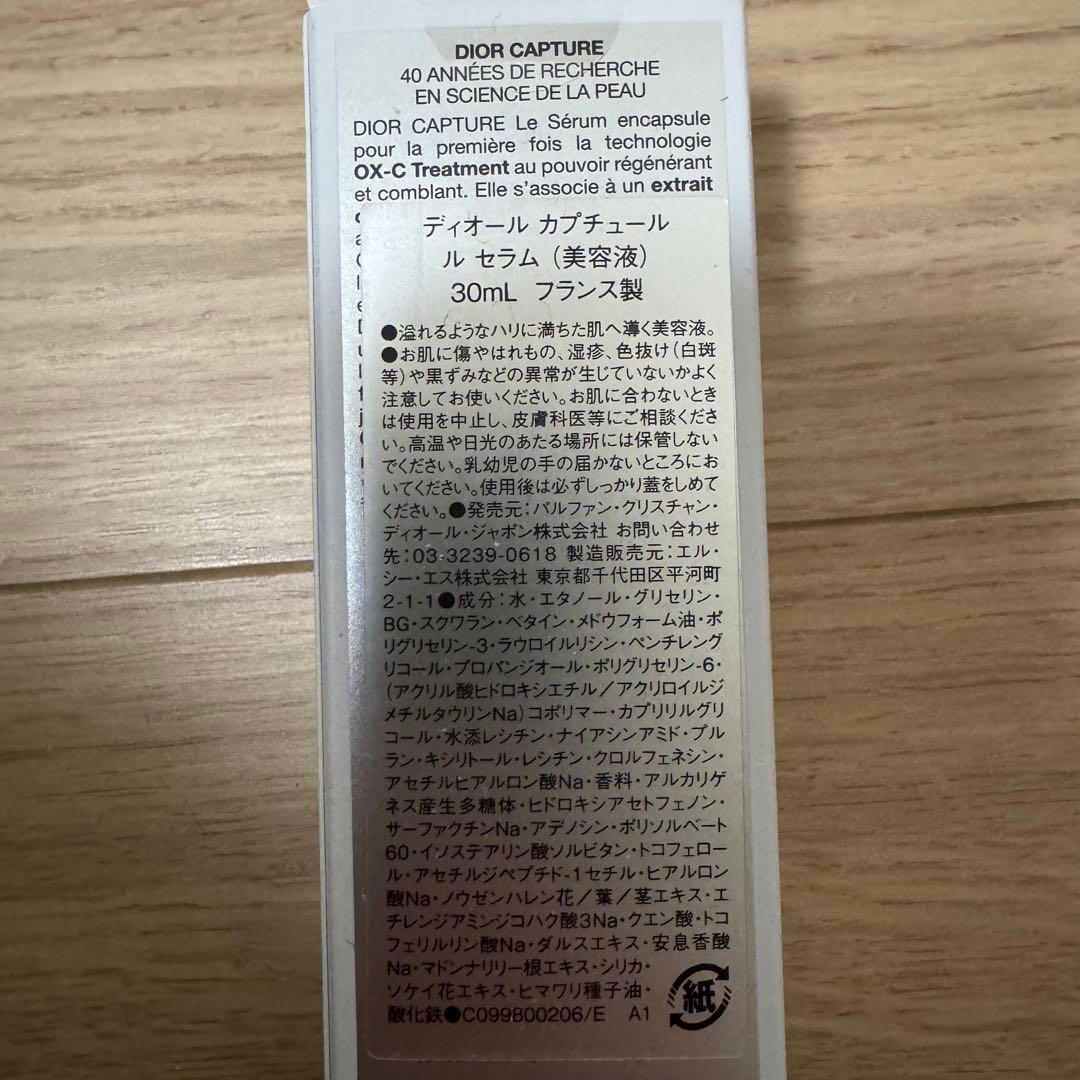 DIOR CAPTURE
40 ANNÉES DE RECHERCHE
EN SCIENCE DE LA PEAU
DIOR CAPTURE Le Sérum encapsule
pour la première fois la technologie
OX-C Treatment au pouvoir régénérant
et comblant. Elle s'associe à un extrait
ディオール カプチュール
ル セラム（美容液）
30mL フランス製
●溢れるようなハリに満ちた肌へ導く美容液。
●お肌に傷やはれもの、湿疹、色抜け（白斑
等）や黒ずみなどの異常が生じていないかよく
注意してお使いください。お肌に合わないとき
は使用を中止し、皮膚科医等にご相談くださ
い。高温や日光のあたる場所には保管しない
でください。乳幼児の手の届かないところにお
いてください。使用後は必ずしっかり蓋をしめて
ください。●発売元：パルファン・クリスチャン・
ディオール・ジャポン株式会社 お問い合わせ
先：03-3239-0618 製造販売元：エル・
シー・エス株式会社 東京都千代田区平河町
2-1-1●成分：水・エタノール・グリセリン・
BG・スクワラン・ベタイン・メドウフォーム油・ポ
リグリセリン-3・ラウロイルリシン・ペンチレング
リコール・プロパンジオール・ポリグリセリン-6・
（アクリル酸ヒドロキシエチル／アクリロイルジ
メチルタウリンNa）コポリマー・カプリリルグリ
コール・水添レシチン・ナイアシンアミド・プル
ラン・キシリトール・レシチン・クロルフェネシン・
アセチルヒアルロン酸Na・香料・アルカリゲ
ネス産生多糖体・ヒドロキシアセトフェノン・
サーファクチンNa・アデノシン・ポリソルベート
60・イソステアリン酸ソルビタン・トコフェロー
ル・アセチルジペプチド-1セチル・ヒアルロン
酸Na・ノウゼンハレン花／葉／茎エキス・エ
チレンジアミンジコハク酸3Na・クエン酸・トコ
フェリルリン酸Na・ダルスエキス・安息香酸
Na・マドンナリリー根エキス・シリカ・
ソケイ花エキス・ヒマワリ種子油・
酸化鉄●C099800206/E A1
紙